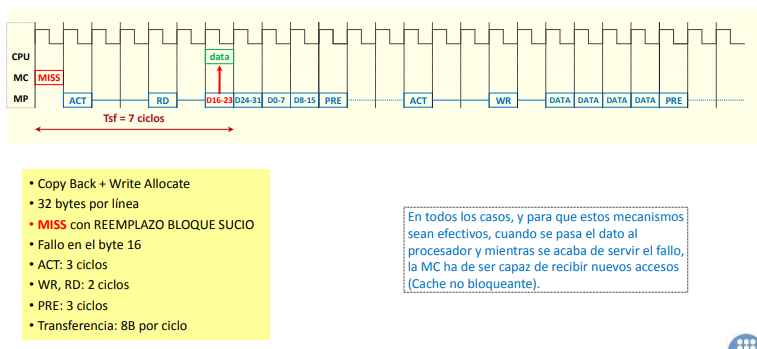 CPU
data
MC
MISS
MP
ACT
RD
D16-23
D24-31
D0-7
D8-15
PRE
ACT
WR
DATA
DATA
DATA
DATA
PRE
Tsf = 7 ciclos
• Copy Back + Write Allocate
• 32 bytes por línea
• MISS con REEMPLAZO BLOQUE SUCIO
• Fallo en el byte 16
• ACT: 3 ciclos
• WR, RD: 2 ciclos
• PRE: 3 ciclos
• Transferencia: 8B por ciclo
En todos los casos, y para que estos mecanismos
sean efectivos, cuando se pasa el dato al
procesador y mientras se acaba de servir el fallo,
la MC ha de ser capaz de recibir nuevos accesos
(Cache no bloqueante).